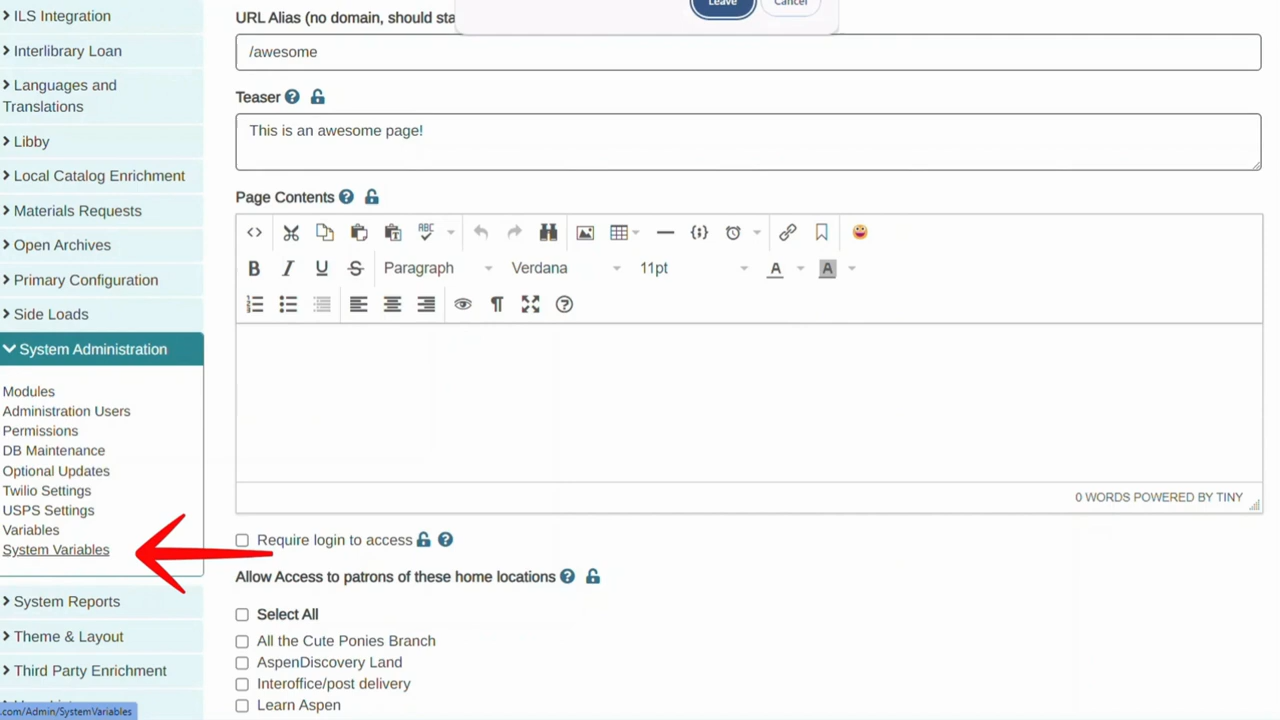 ILS Integration
Interlibrary Loan
Languages and
Translations
Libby
Local Catalog Enrichment
Materials Requests
Open Archives
Primary Configuration
Side Loads
System Administration
Modules
Administration Users
Permissions
DB Maintenance
Optional Updates
Twilio Settings
USPS Settings
Variables
System Variables
System Reports
Theme & Layout
Third Party Enrichment
.com/Admin/SystemVariables
Leave Cancel
URL Alias (no domain, should sta
/awesome
Teaser
This is an awesome page!
Page Contents
ABC
Paragraph Verdana 11pt A A
0 WORDS POWERED BY TINY
Require login to access
Allow Access to patrons of these home locations
Select All
All the Cute Ponies Branch
AspenDiscovery Land
Interoffice/post delivery
Learn Aspen